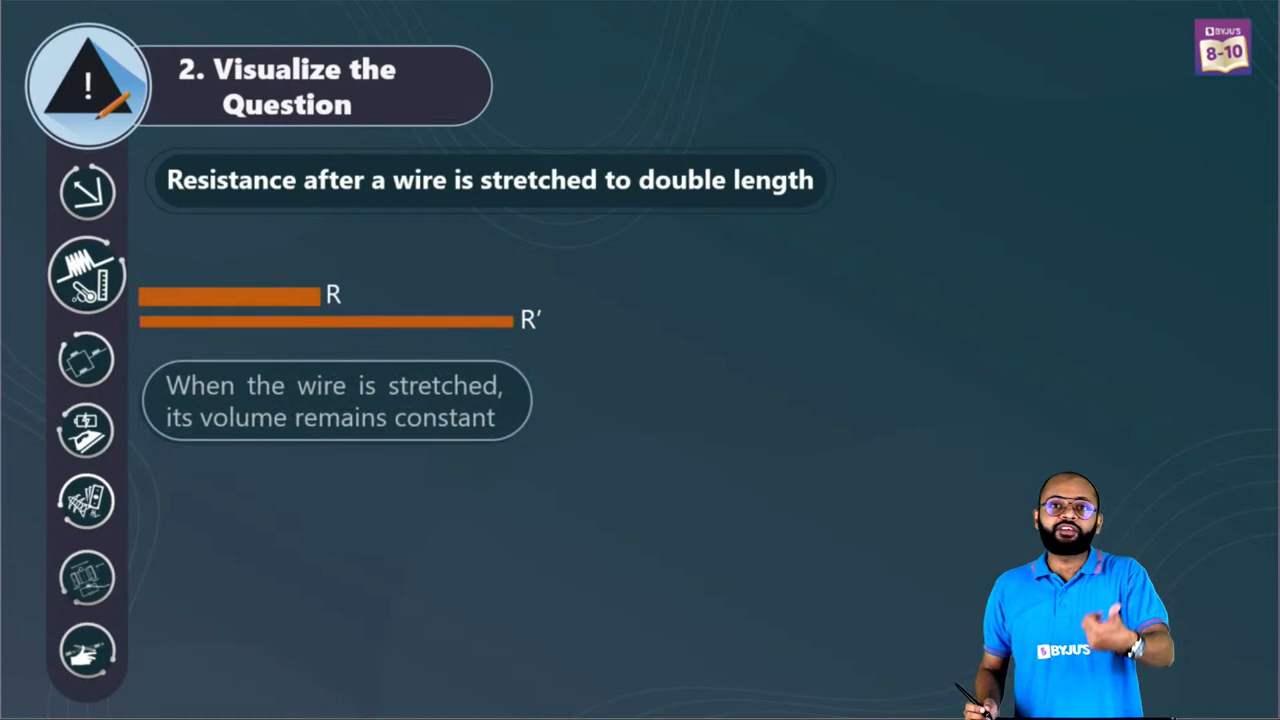 BYJU'S
8-10
!
2. Visualize the
Question
Resistance after a wire is stretched to double length
R
R′
When the wire is stretched,
its volume remains constant
BYJU'S